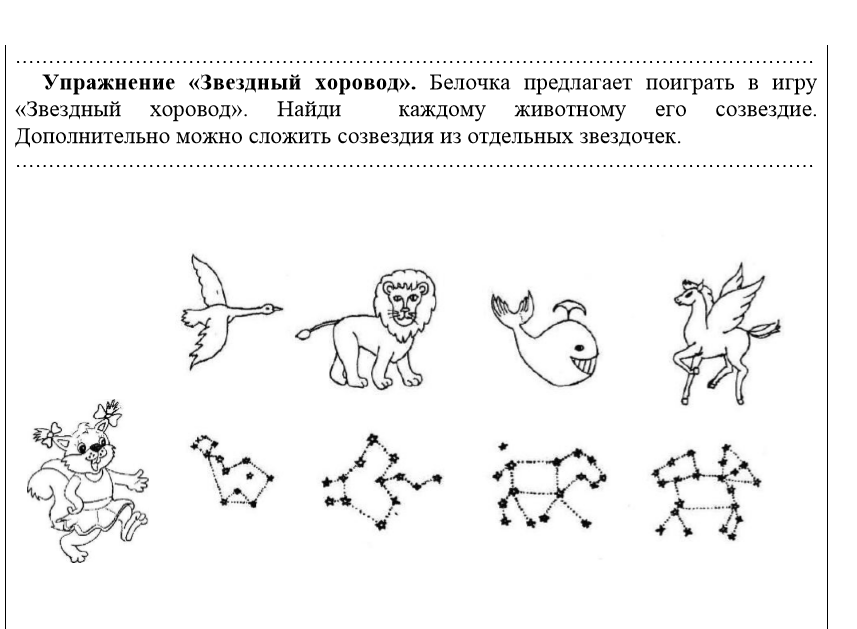 Упражнение «Звездный хоровод». Белочка предлагает поиграть в игру
«Звездный хоровод». Найди каждому животному его созвездие.
Дополнительно можно сложить созвездия из отдельных звездочек.